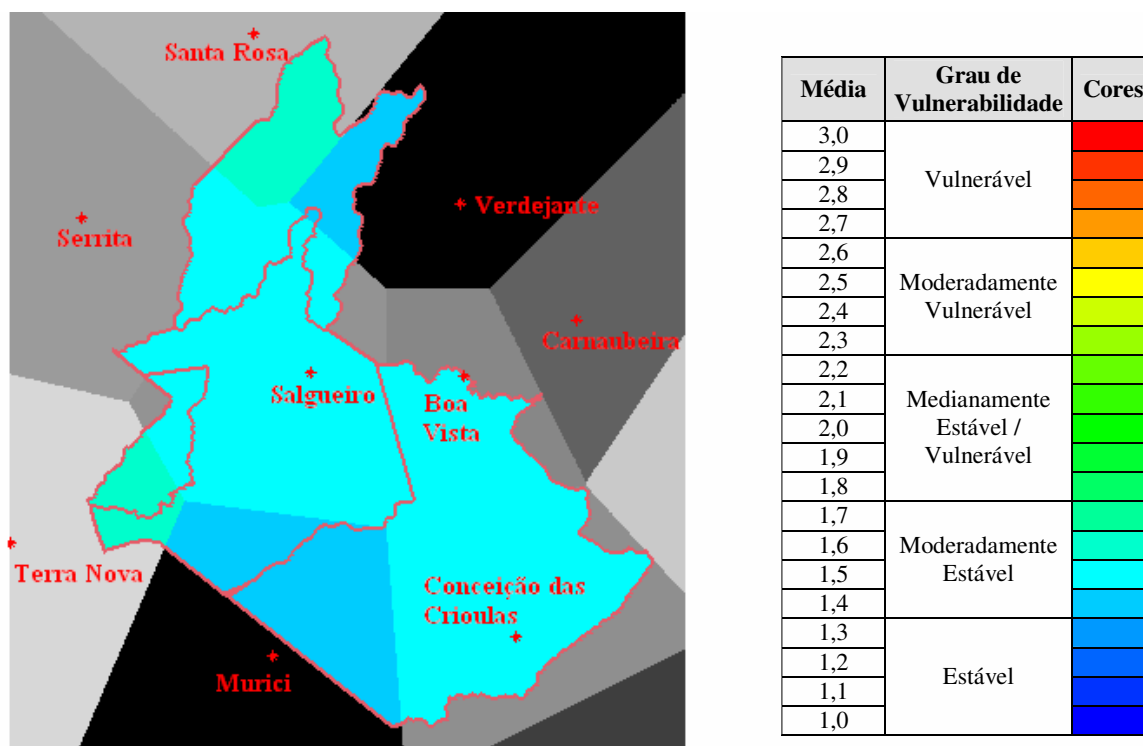 Santa Rosa
Verdejante
Serrita
Carnaubeira
Salgueiro
Boa
Vista
Terra Nova
Conceição das
Crioulas
Murici
Média
Grau de
Vulnerabilidade
Cores
3,0
2,9
2,8
2,7
Vulnerável
2,6
2,5
2,4
2,3
Moderadamente
Vulnerável
2,2
2,1
2,0
1,9
1,8
Medianamente
Estável /
Vulnerável
1,7
1,6
1,5
1,4
Moderadamente
Estável
1,3
1,2
1,1
1,0
Estável